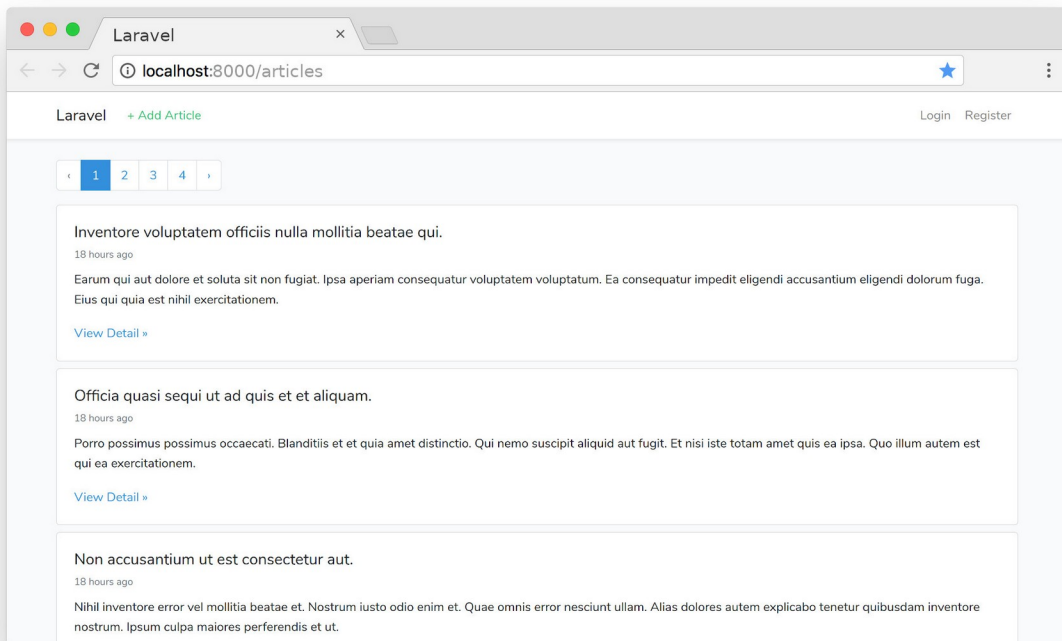 Laravel ×
localhost:8000/articles
Laravel + Add Article Login Register
‹ 1 2 3 4 ›
Inventore voluptatem officiis nulla mollitia beatae qui.
18 hours ago
Earum qui aut dolore et soluta sit non fugiat. Ipsa aperiam consequatur voluptatem voluptatum. Ea consequatur impedit eligendi accusantium eligendi dolorum fuga.
Eius qui quia est nihil exercitationem.
View Detail »
Officia quasi sequi ut ad quis et et aliquam.
18 hours ago
Porro possimus possimus occaecati. Blanditiis et et quia amet distinctio. Qui nemo suscipit aliquid aut fugit. Et nisi iste totam amet quis ea ipsa. Quo illum autem est
qui ea exercitationem.
View Detail »
Non accusantium ut est consectetur aut.
18 hours ago
Nihil inventore error vel mollitia beatae et. Nostrum iusto odio enim et. Quae omnis error nesciunt ullam. Alias dolores autem explicabo tenetur quibusdam inventore
nostrum. Ipsum culpa maiores perferendis et ut.